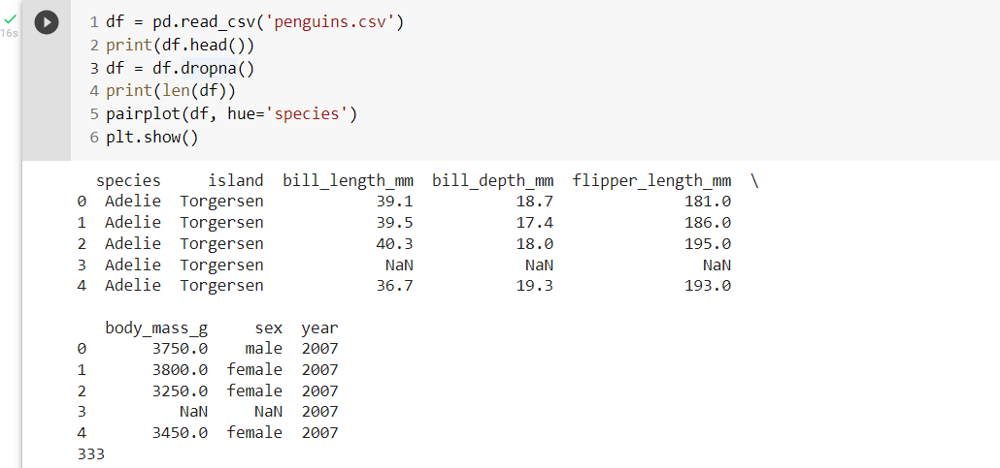 16s
1 df = pd.read_csv('penguins.csv')
2 print(df.head())
3 df = df.dropna()
4 print(len(df))
5 pairplot(df, hue='species')
6 plt.show()
  species     island  bill_length_mm  bill_depth_mm  flipper_length_mm  \
0  Adelie  Torgersen            39.1           18.7              181.0
1  Adelie  Torgersen            39.5           17.4              186.0
2  Adelie  Torgersen            40.3           18.0              195.0
3  Adelie  Torgersen             NaN            NaN                NaN
4  Adelie  Torgersen            36.7           19.3              193.0
   body_mass_g     sex  year
0       3750.0    male  2007
1       3800.0  female  2007
2       3250.0  female  2007
3          NaN     NaN  2007
4       3450.0  female  2007
333